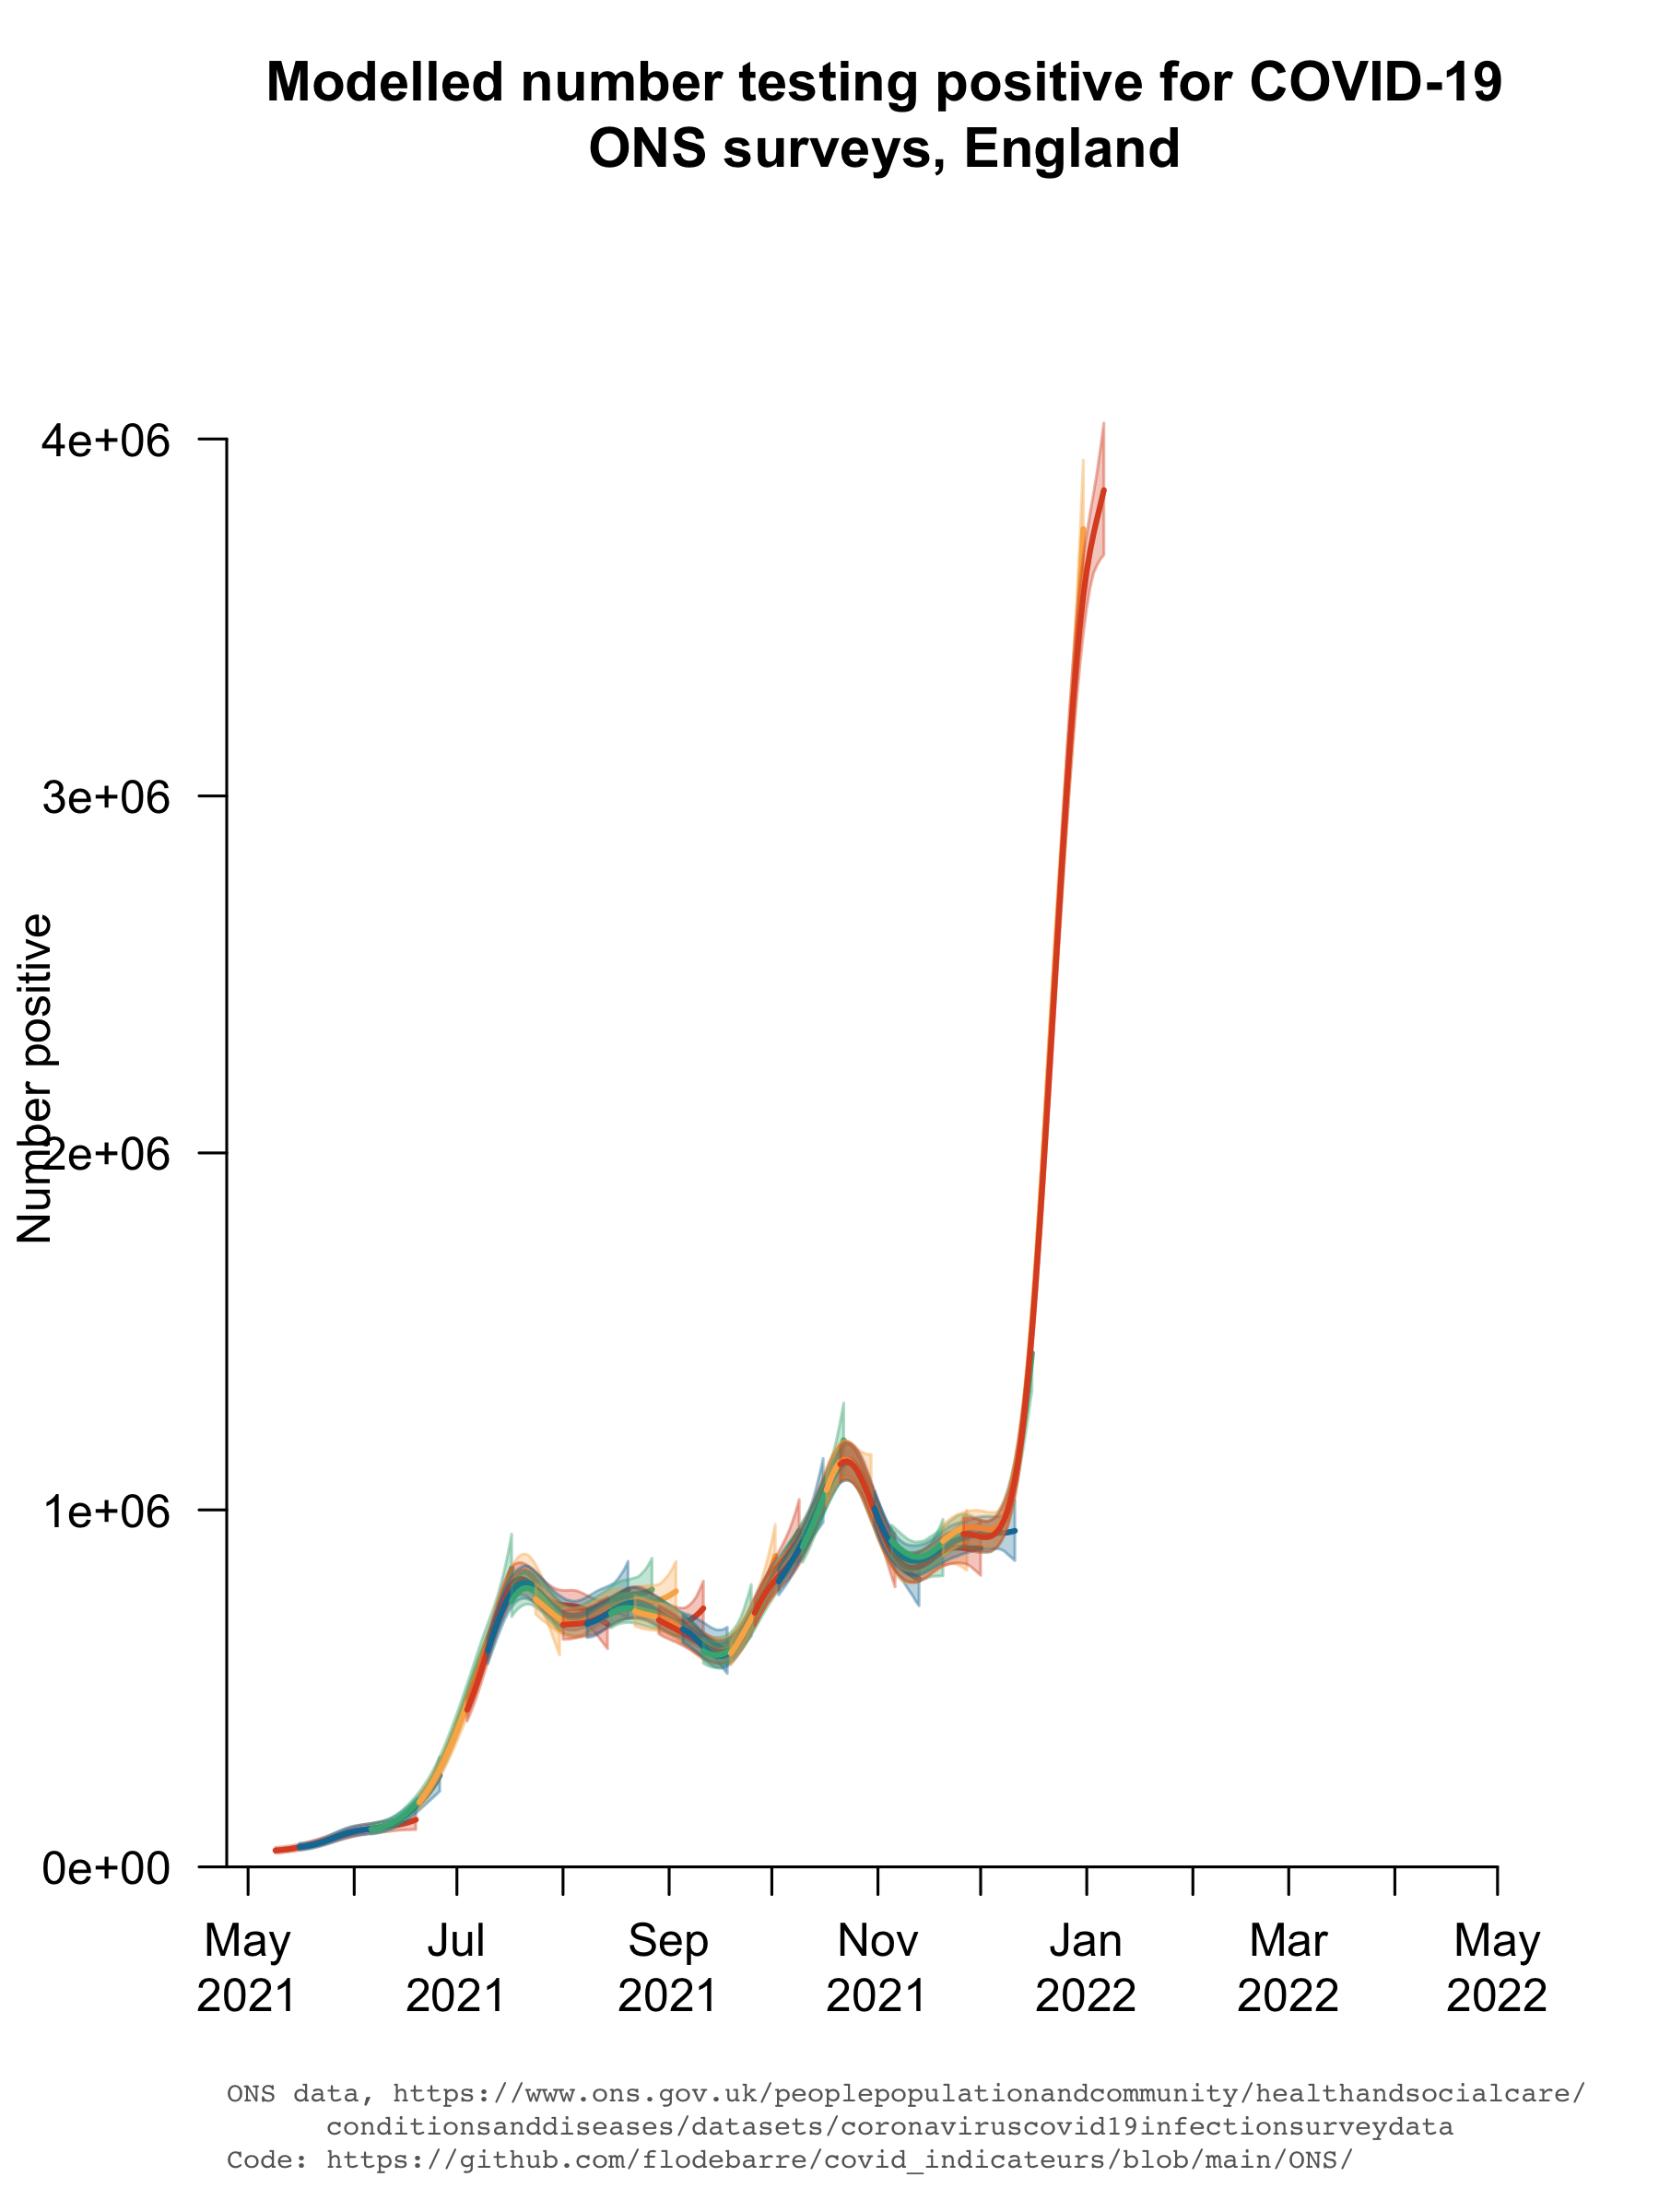 Modelled number testing positive for COVID-19
ONS surveys, England
4e+06
3e+06
2e+06
1e+06
0e+00
Number positive
May Jul Sep Nov Jan Mar May
2021 2021 2021 2021 2022 2022 2022
ONS data, https://www.ons.gov.uk/peoplepopulationandcommunity/healthandsocialcare/
conditionsanddiseases/datasets/coronaviruscovid19infectionsurveydata
Code: https://github.com/flodebarre/covid_indicateurs/blob/main/ONS/